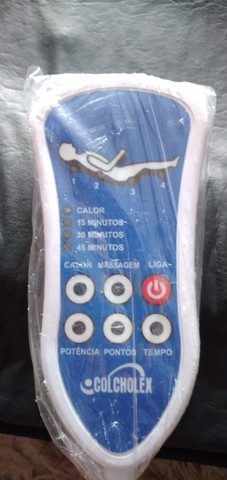 1 2 3 4
CALOR
15 MINUTOS
30 MINUTOS
45 MINUTOS
CALOR MASSAGEM LIGA
POTÊNCIA PONTOS TEMPO
COLCHOLEX